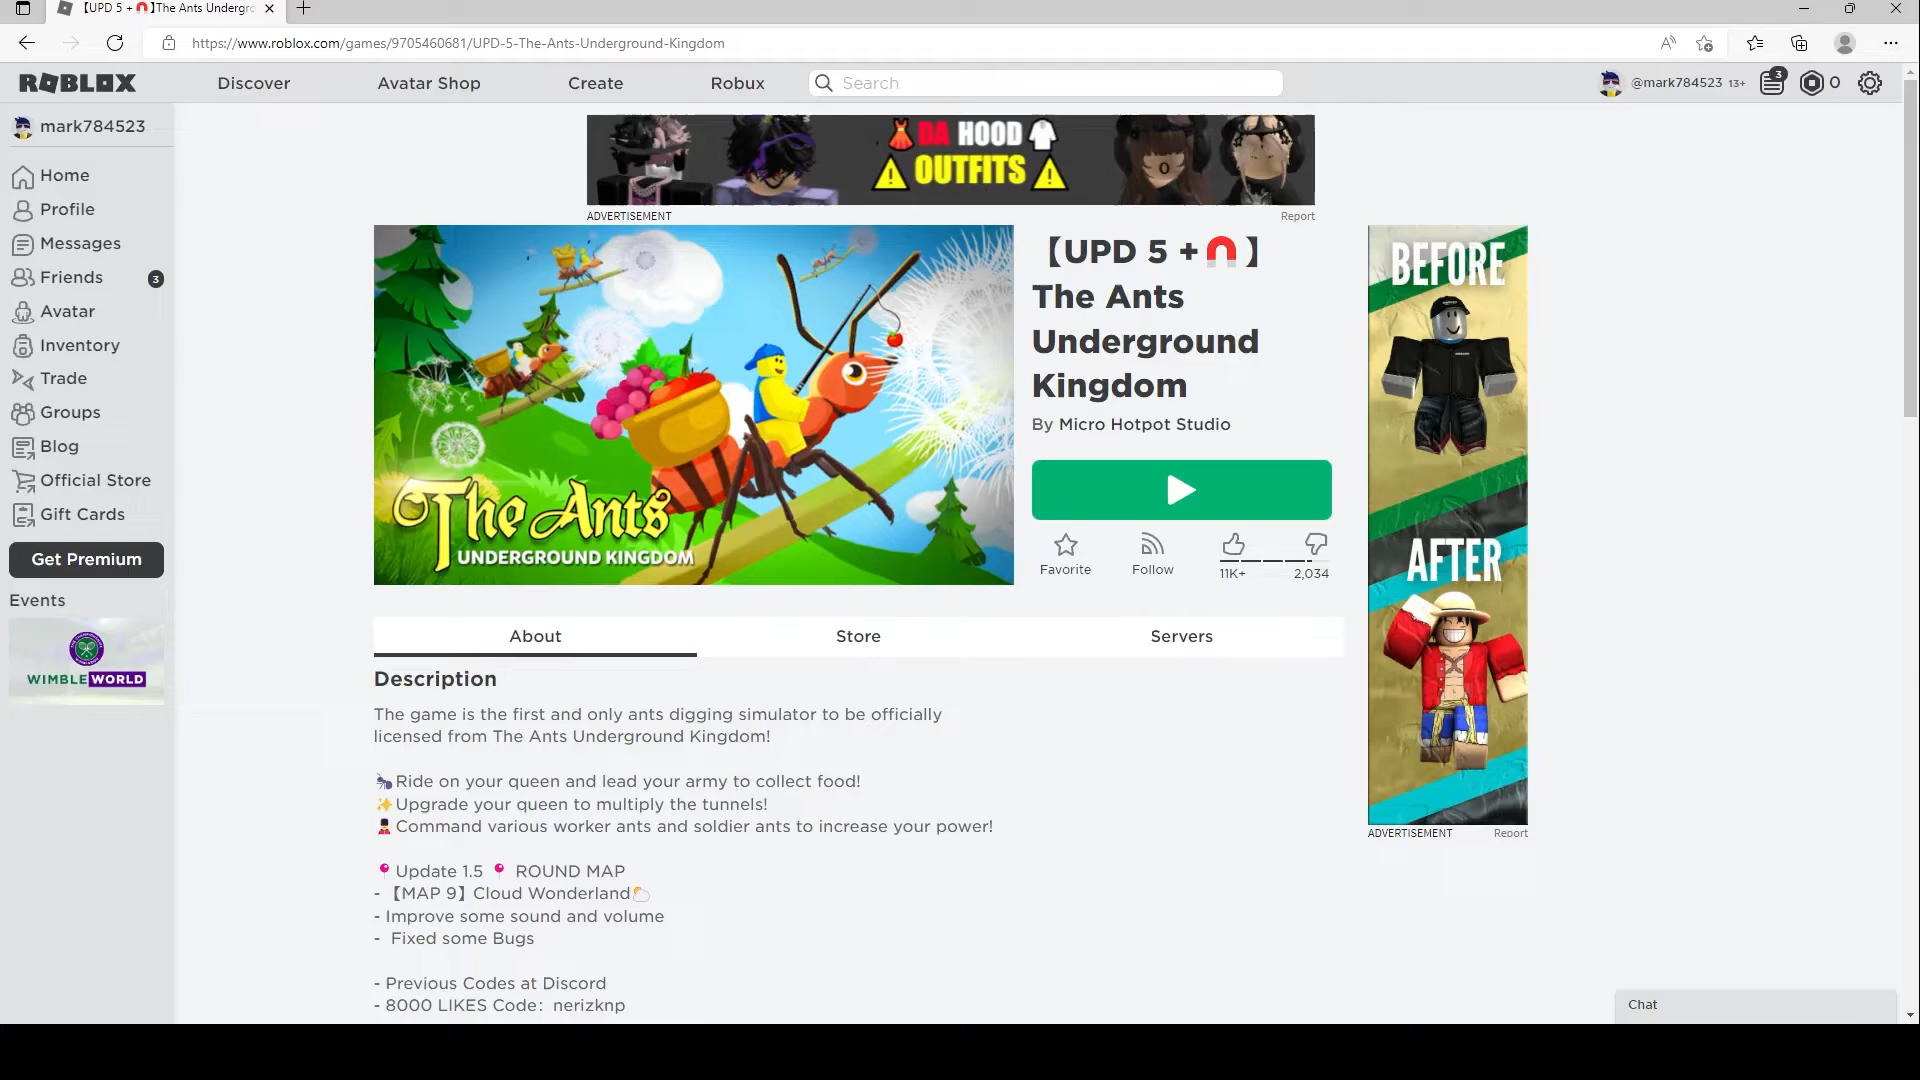 【UPD 5 + 🧲】The Ants Undergro
https://www.roblox.com/games/9705460681/UPD-5-The-Ants-Underground-Kingdom
ROBLOX
Discover
Avatar Shop
Create
Robux
Search
@mark784523 13+
3
0
mark784523
Home
Profile
Messages
Friends
3
Avatar
Inventory
Trade
Groups
Blog
Official Store
Gift Cards
Get Premium
Events
WIMBLEWORLD
DA HOOD
OUTFITS
ADVERTISEMENT
Report
The Ants
UNDERGROUND KINGDOM
【UPD 5 + 🧲】
The Ants
Underground
Kingdom
By Micro Hotpot Studio
Favorite
Follow
11K+
2,034
BEFORE
AFTER
ADVERTISEMENT
Report
About
Store
Servers
Description
The game is the first and only ants digging simulator to be officially
licensed from The Ants Underground Kingdom!
🐜Ride on your queen and lead your army to collect food!
✨Upgrade your queen to multiply the tunnels!
💂Command various worker ants and soldier ants to increase your power!
📍Update 1.5 📍 ROUND MAP
- 【MAP 9】Cloud Wonderland🌥
- Improve some sound and volume
- Fixed some Bugs
- Previous Codes at Discord
- 8000 LIKES Code：nerizknp
Chat